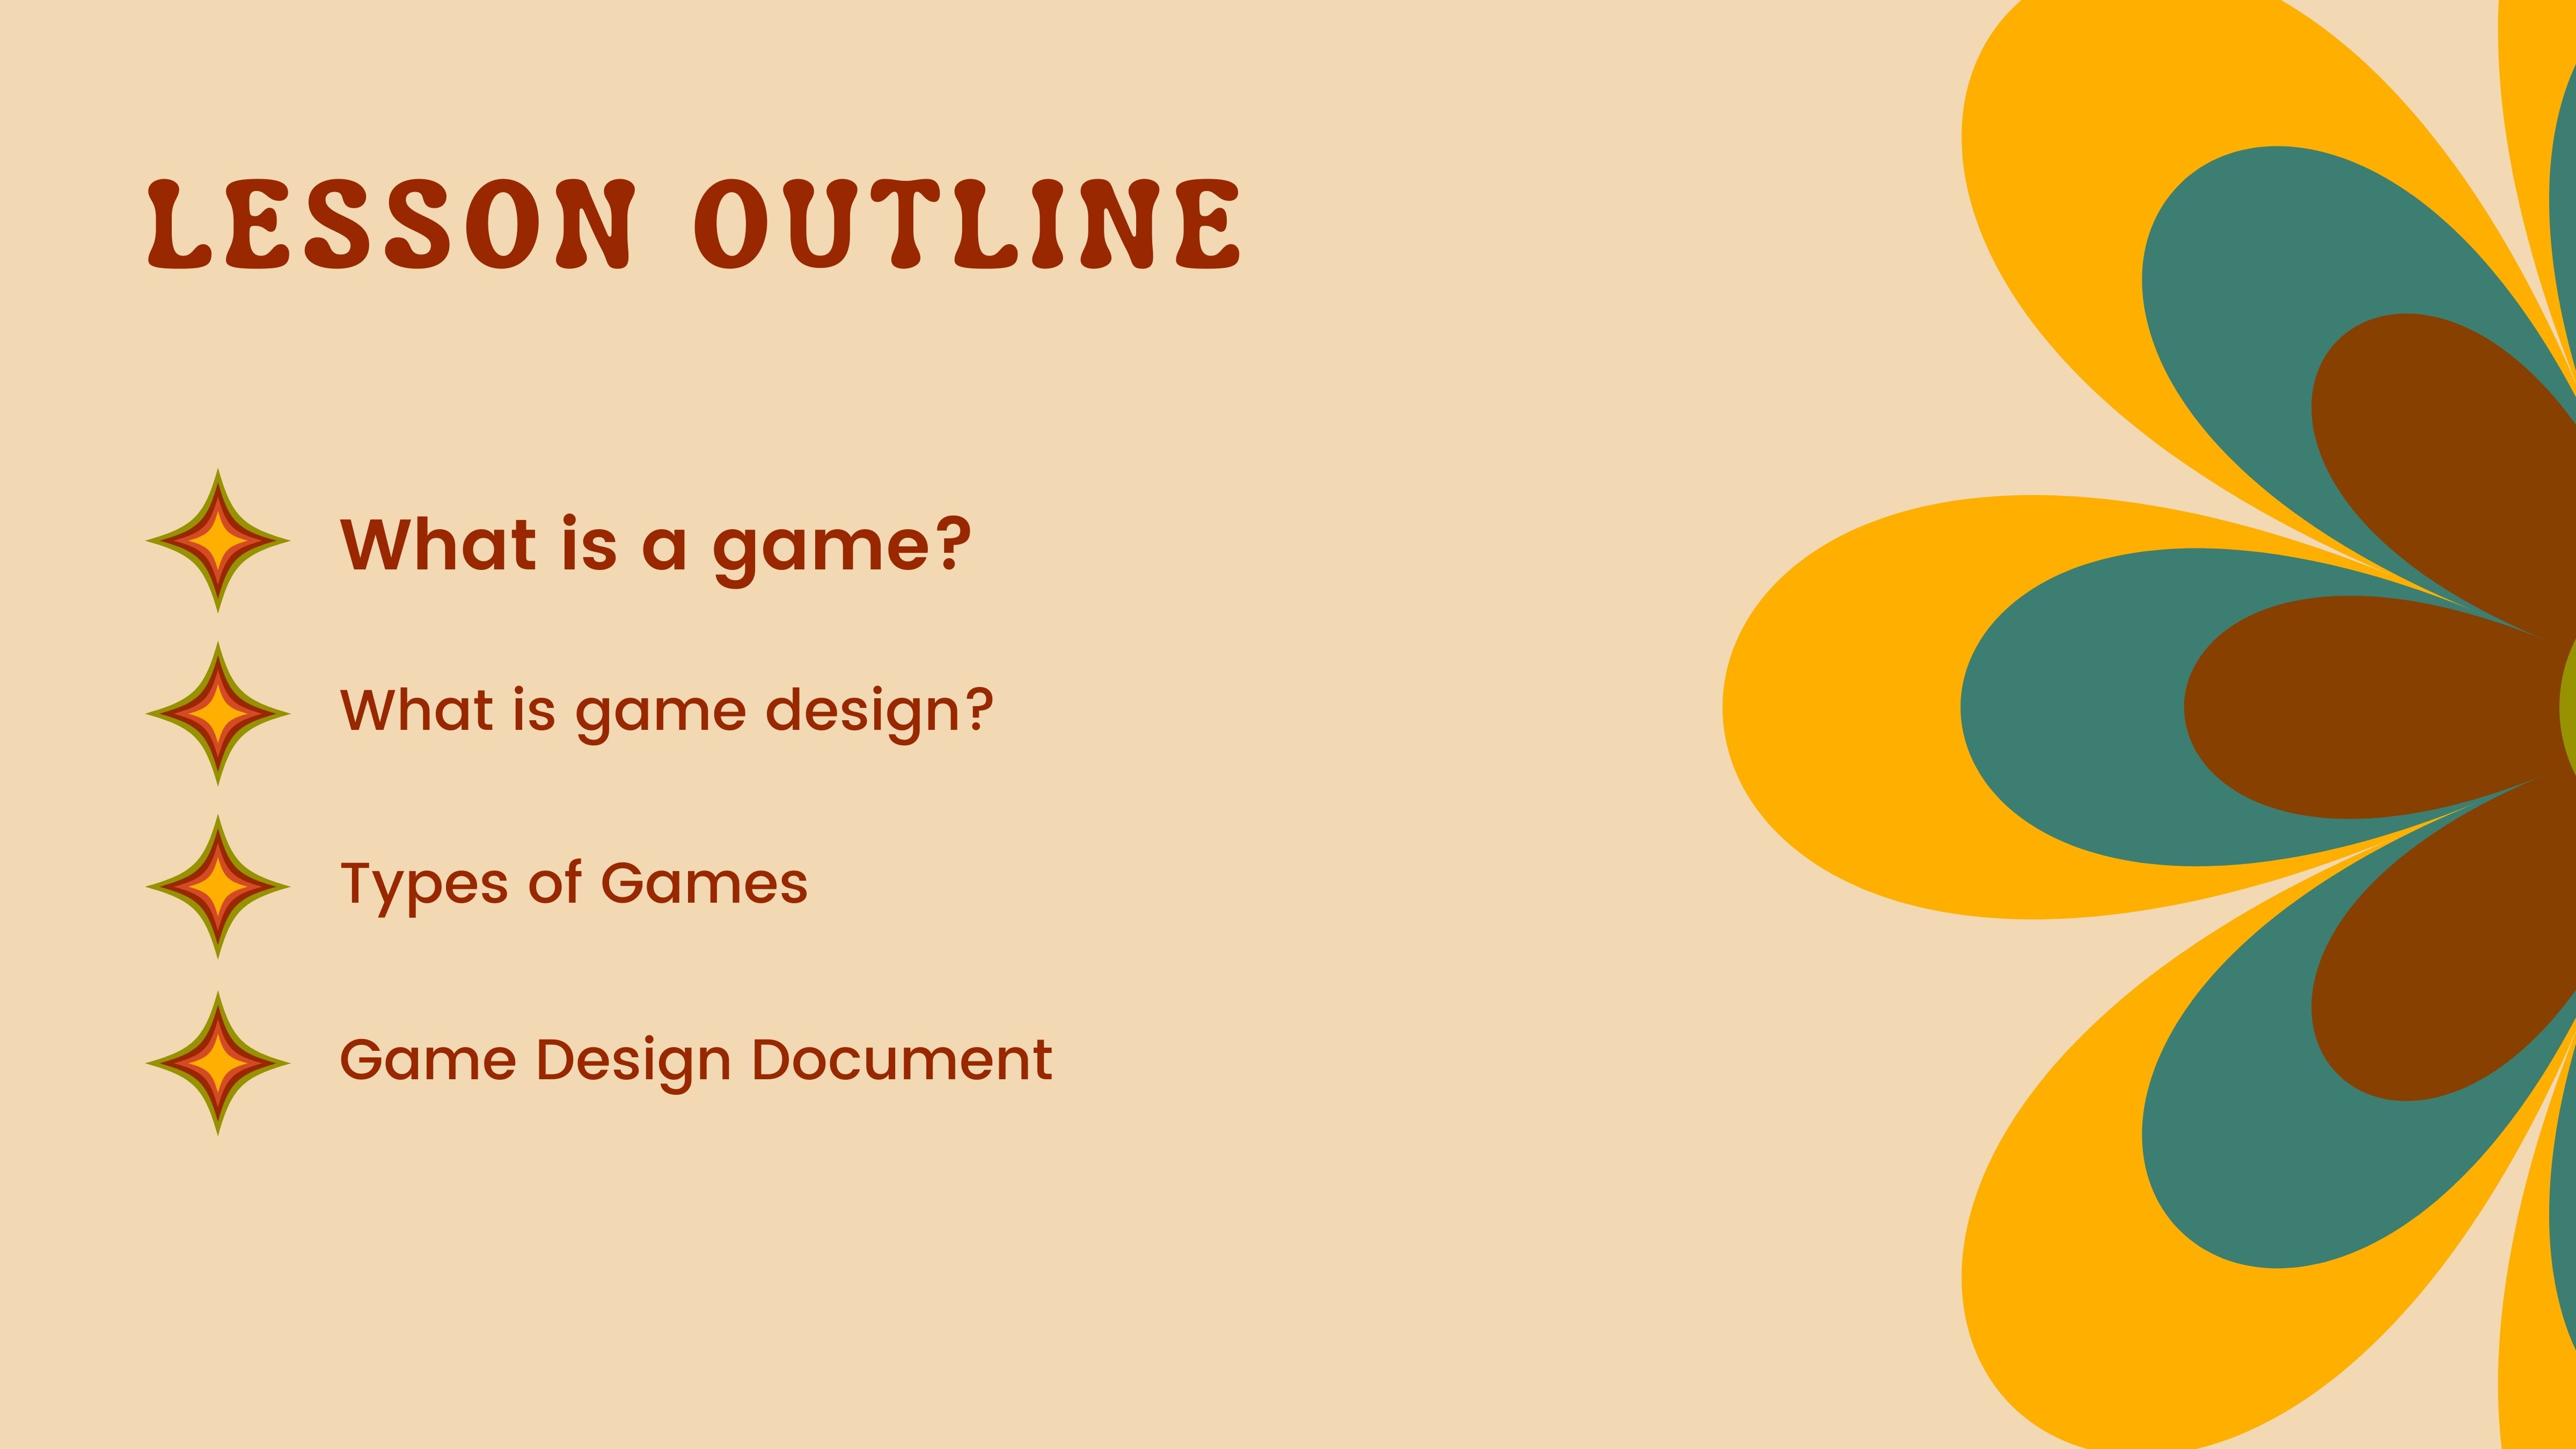 LESSON OUTLINE
What is a game?
What is game design?
Types of Games
Game Design Document